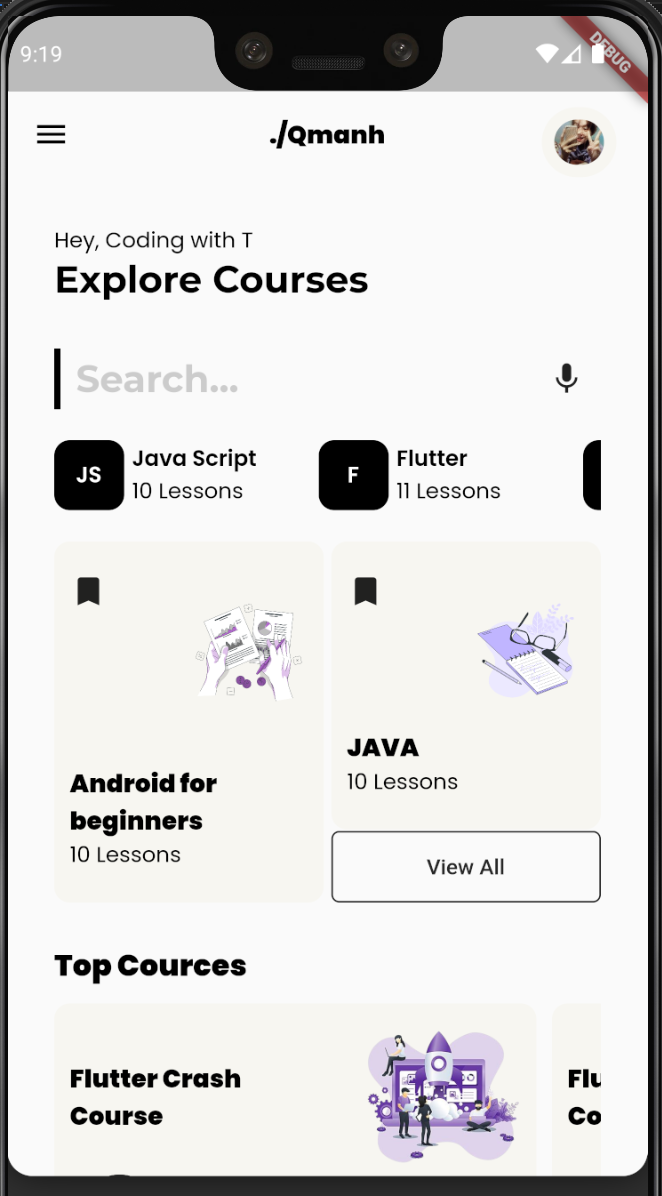 9:19
DEBUG
./Qmanh
Hey, Coding with T
Explore Courses
Search...
JS
Java Script
10 Lessons
F
Flutter
11 Lessons
Android for
beginners
10 Lessons
JAVA
10 Lessons
View All
Top Cources
Flutter Crash
Course
Flu
Co